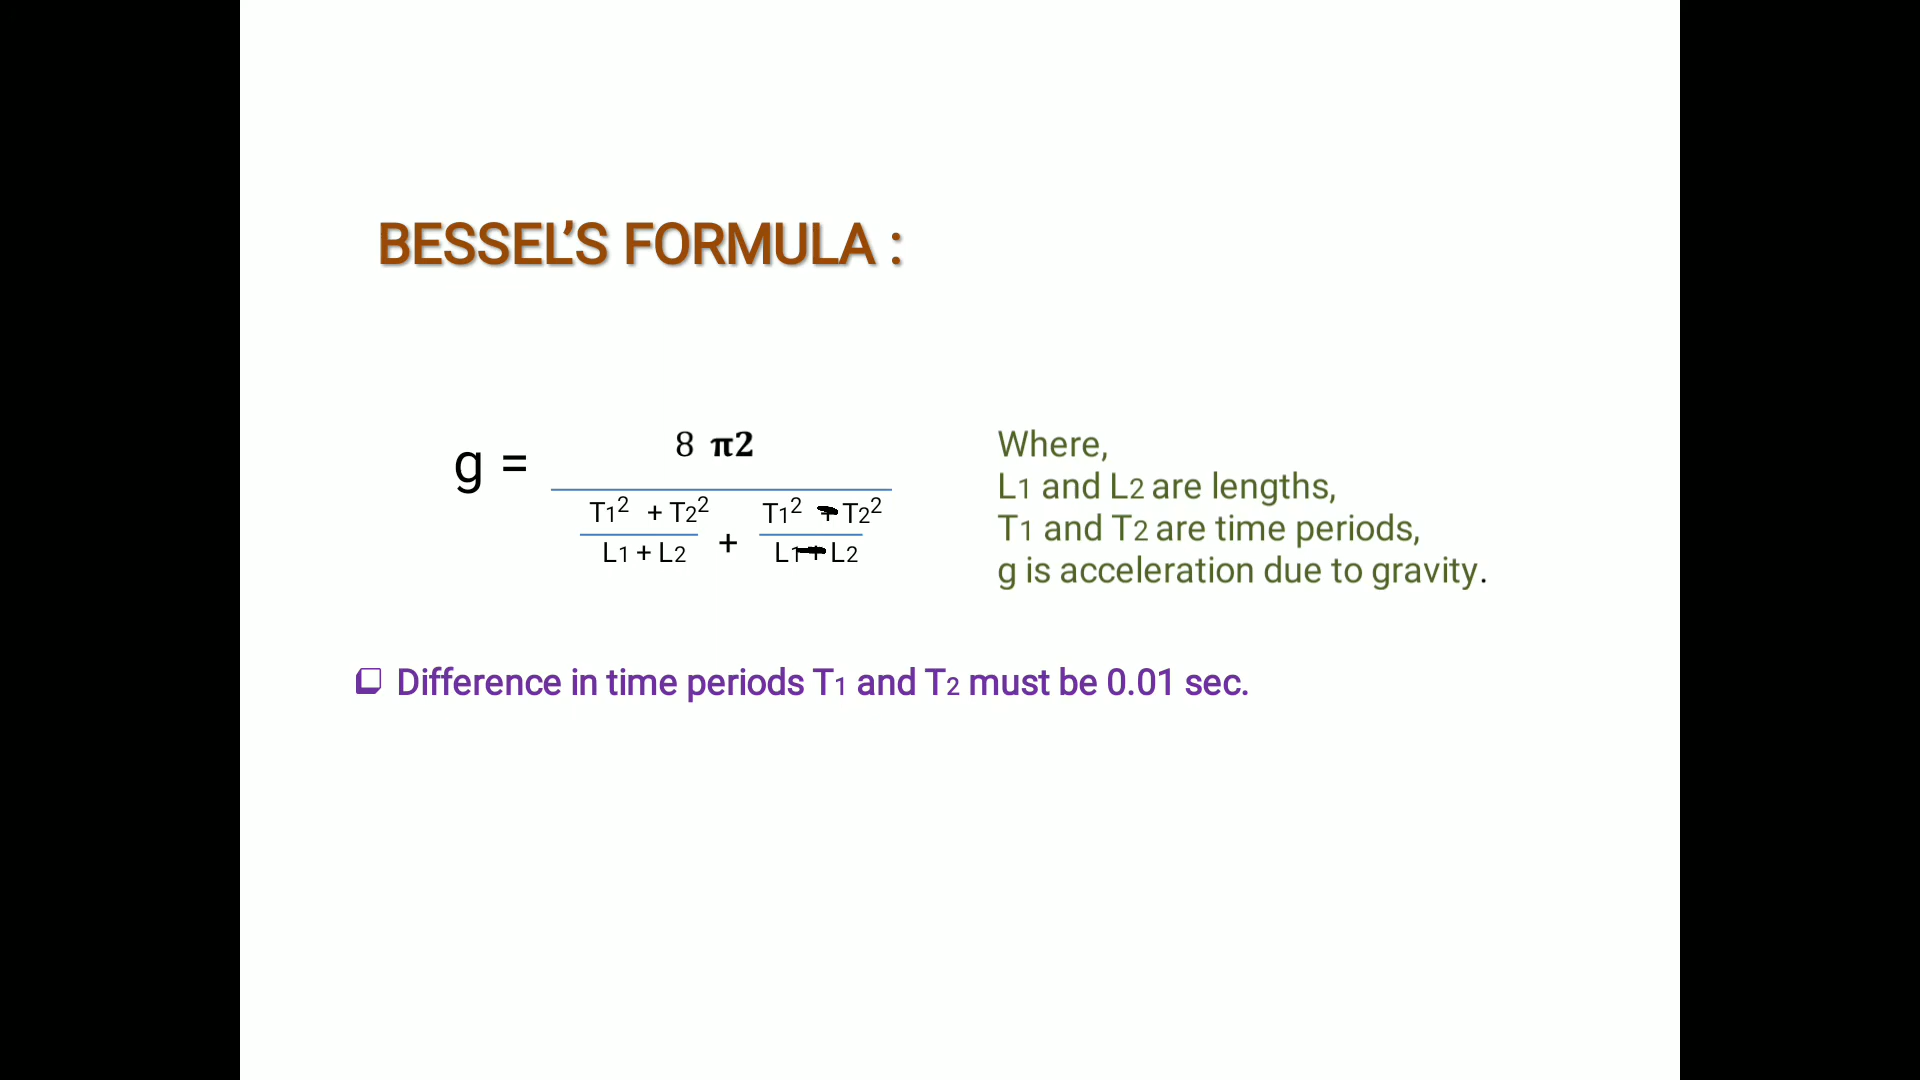 BESSEL’S FORMULA :
8 π2
g =
T1² + T2² T1² - T2²
+
L1 + L2 L1 - L2
Where,
L1 and L2 are lengths,
T1 and T2 are time periods,
g is acceleration due to gravity.
❑ Difference in time periods T1 and T2 must be 0.01 sec.